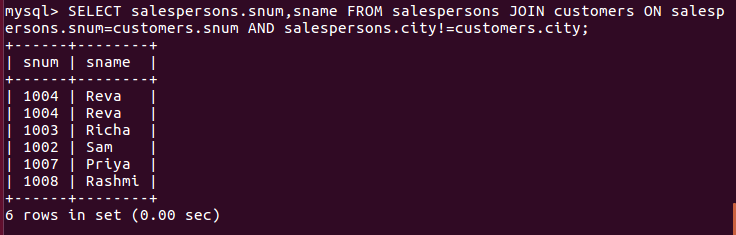 mysql> SELECT salespersons.snum,sname FROM salespersons JOIN customers ON salesp
ersons.snum=customers.snum AND salespersons.city!=customers.city;
+------+--------+
| snum | sname  |
+------+--------+
| 1004 | Reva   |
| 1004 | Reva   |
| 1003 | Richa  |
| 1002 | Sam    |
| 1007 | Priya  |
| 1008 | Rashmi |
+------+--------+
6 rows in set (0.00 sec)